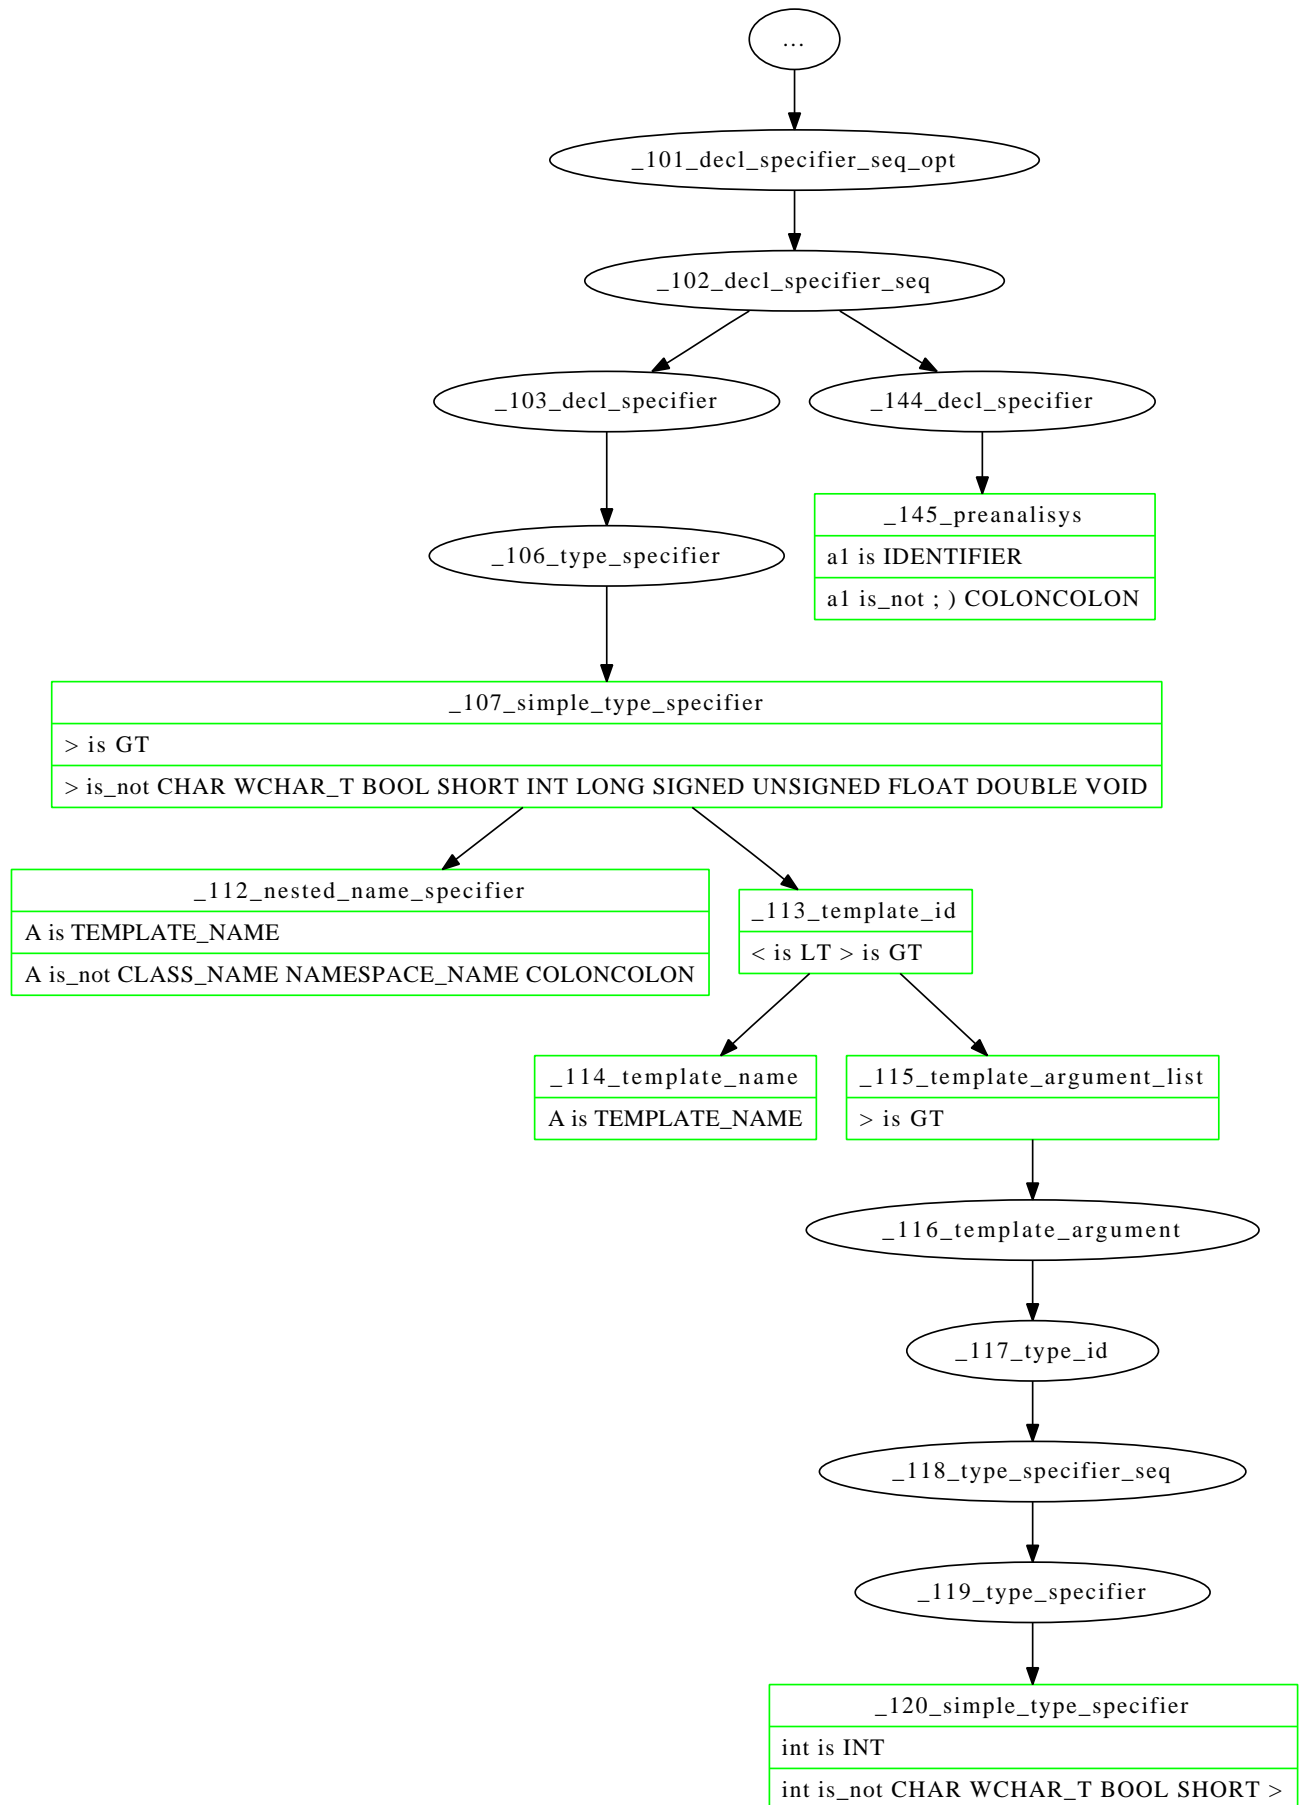 ...
_101_decl_specifier_seq_opt
_102_decl_specifier_seq
_103_decl_specifier
_144_decl_specifier
_145_preanalisys
a1 is IDENTIFIER
a1 is_not ; ) COLONCOLON
_106_type_specifier
_107_simple_type_specifier
> is GT
> is_not CHAR WCHAR_T BOOL SHORT INT LONG SIGNED UNSIGNED FLOAT DOUBLE VOID
_112_nested_name_specifier
A is TEMPLATE_NAME
A is_not CLASS_NAME NAMESPACE_NAME COLONCOLON
_113_template_id
< is LT > is GT
_114_template_name
A is TEMPLATE_NAME
_115_template_argument_list
> is GT
_116_template_argument
_117_type_id
_118_type_specifier_seq
_119_type_specifier
_120_simple_type_specifier
int is INT
int is_not CHAR WCHAR_T BOOL SHORT >